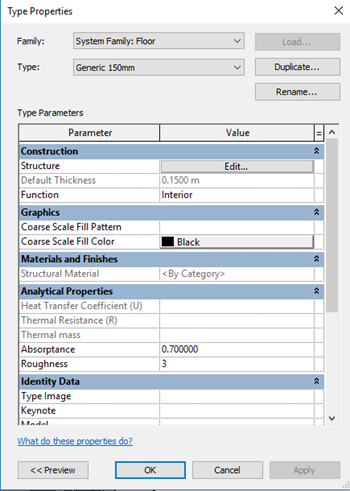 Type Properties
Family: System Family: Floor Load...
Type: Generic 150mm Duplicate...
Rename...
Type Parameters
Parameter Value =
Construction
Structure Edit...
Default Thickness 0.1500 m
Function Interior
Graphics
Coarse Scale Fill Pattern
Coarse Scale Fill Color Black
Materials and Finishes
Structural Material <By Category>
Analytical Properties
Heat Transfer Coefficient (U)
Thermal Resistance (R)
Thermal mass
Absorptance 0.700000
Roughness 3
Identity Data
Type Image
Keynote
Model
What do these properties do?
<< Preview OK Cancel Apply